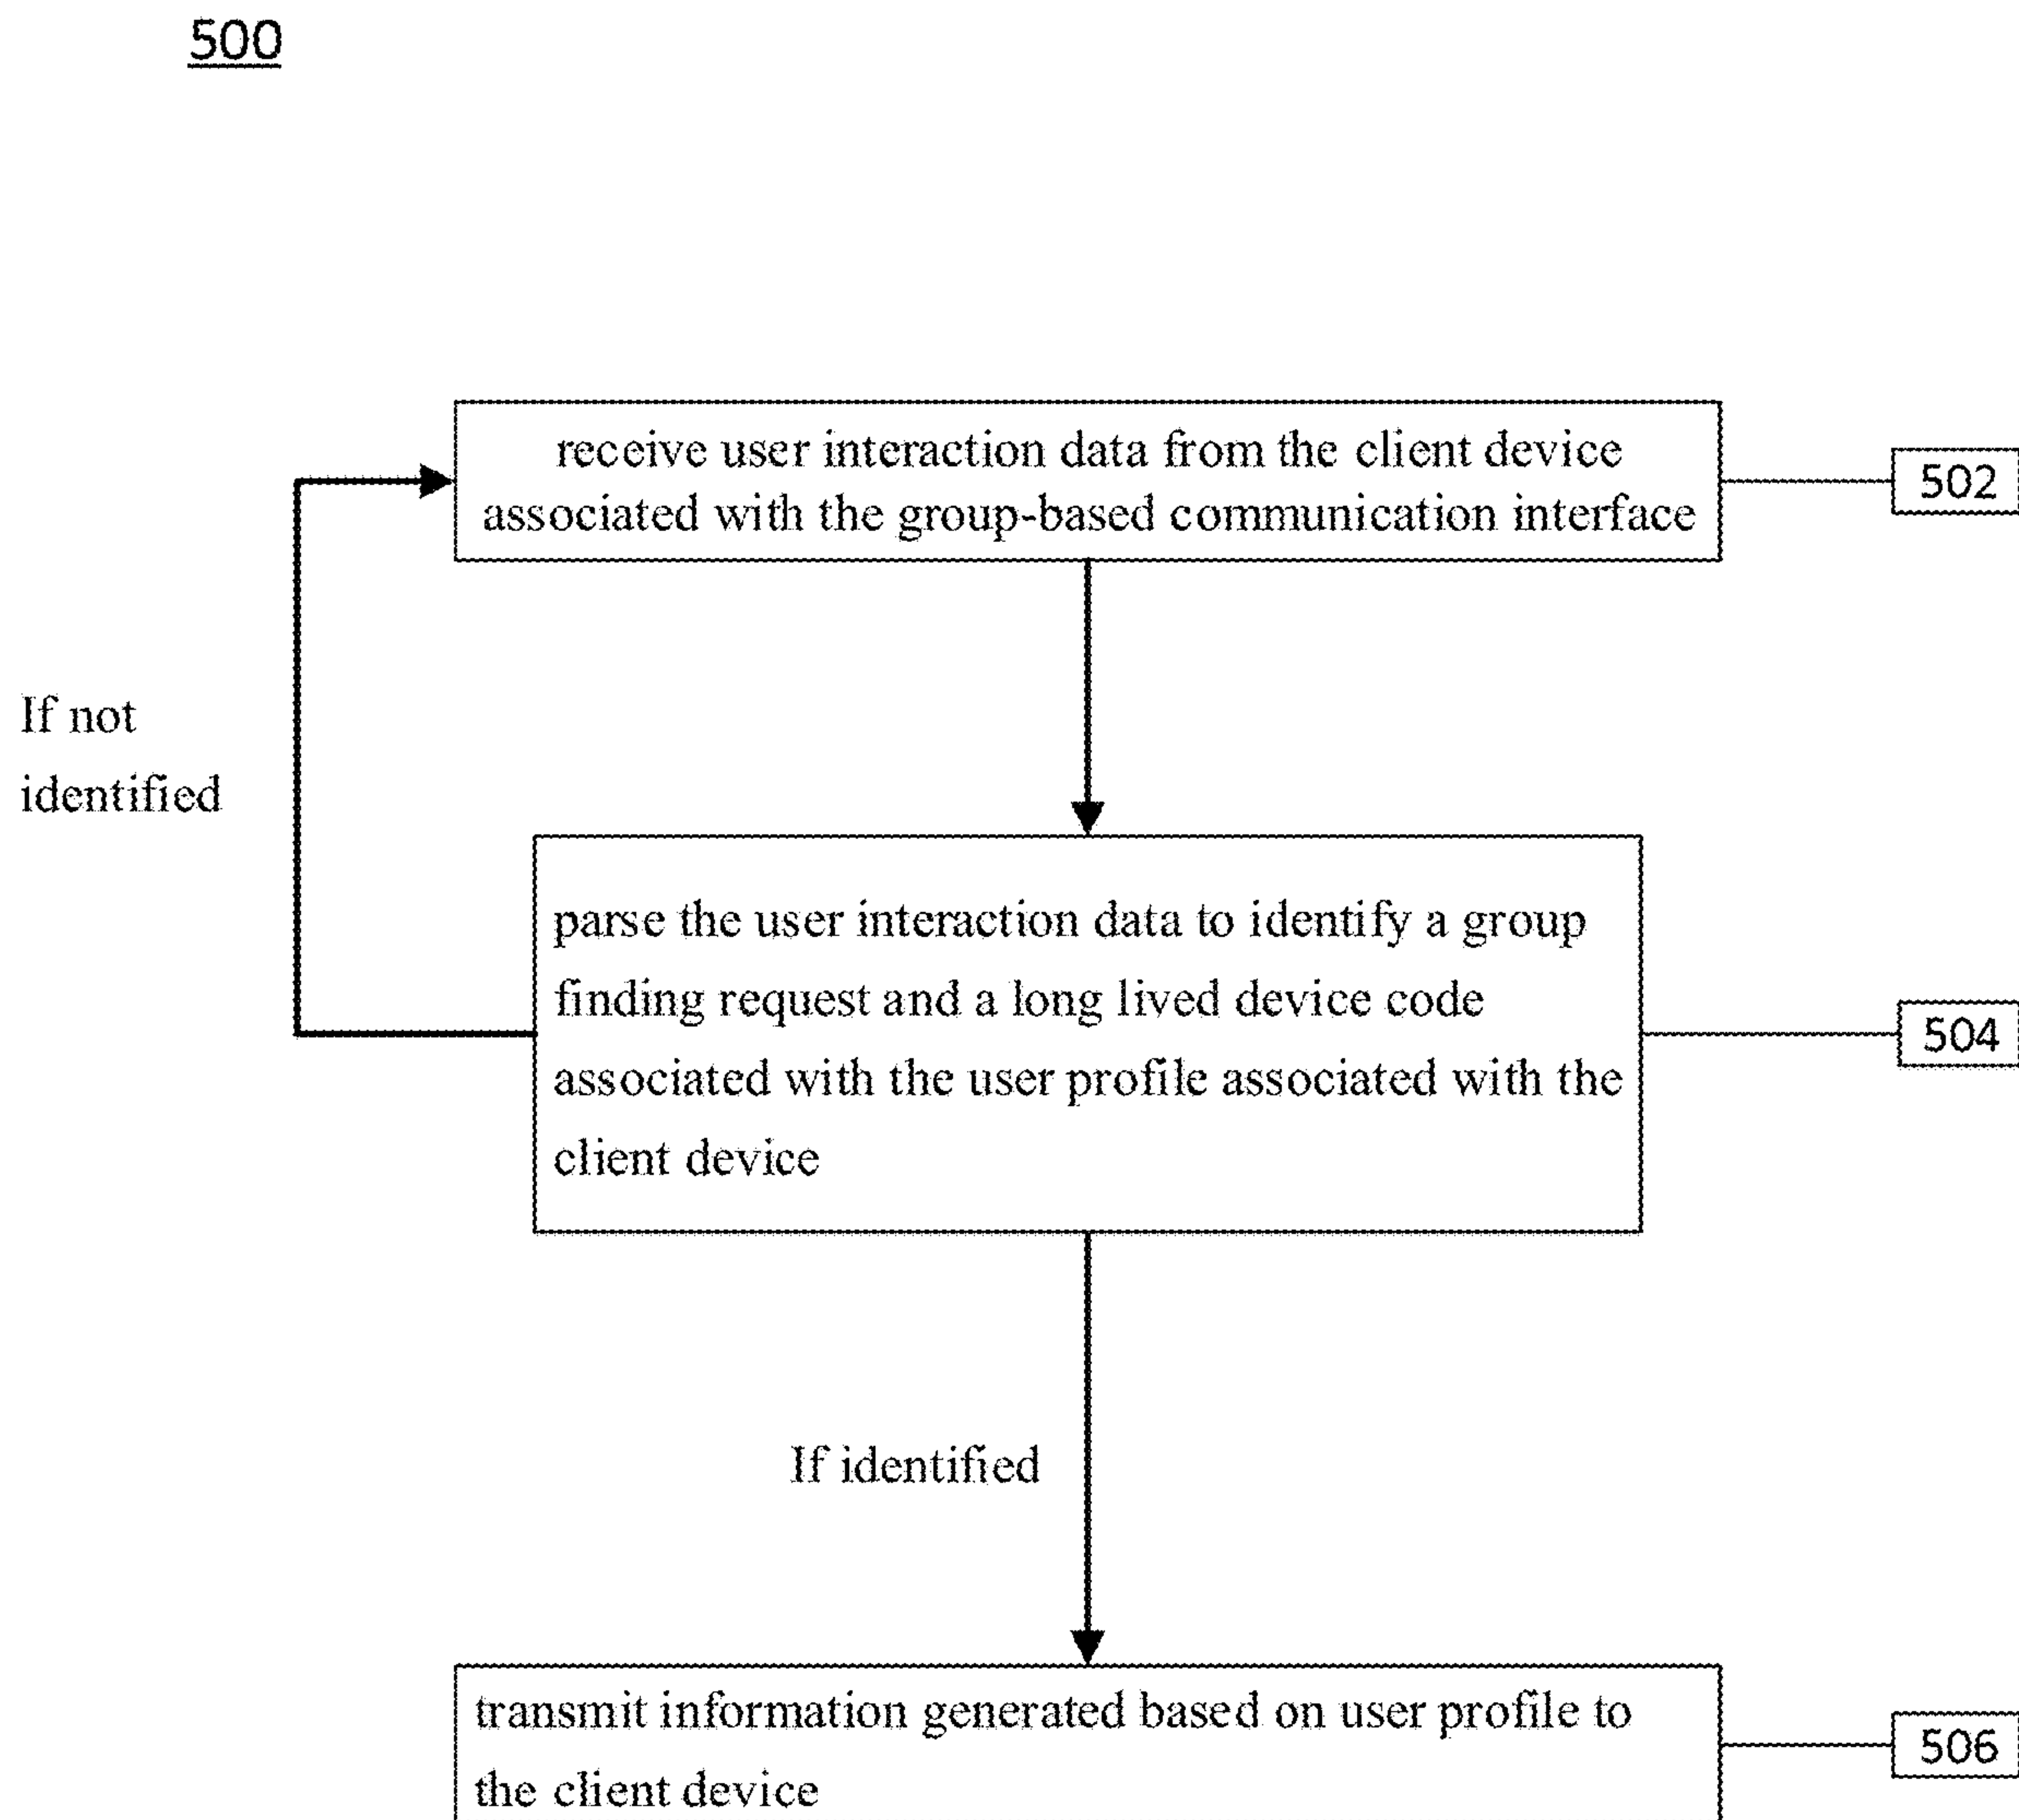 500
receive user interaction data from the client device
associated with the group-based communication interface
502
If not
identified
parse the user interaction data to identify a group
finding request and a long lived device code
associated with the user profile associated with the
client device
504
If identified
transmit information generated based on user profile to
the client device
506